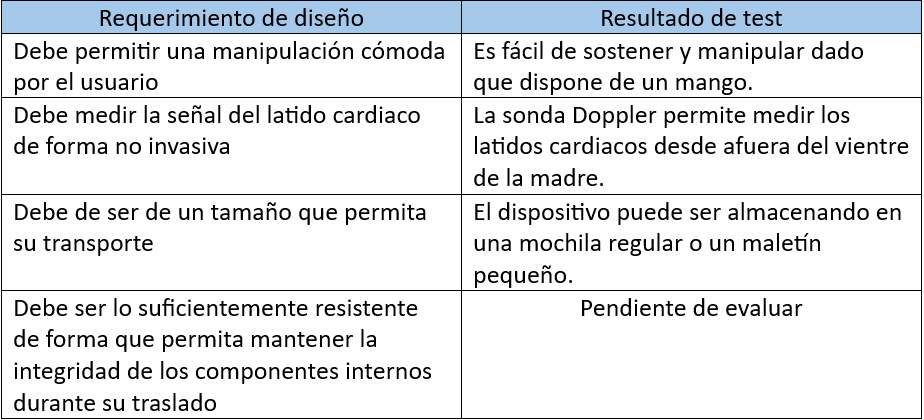 Requerimiento de diseño
Resultado de test
Debe permitir una manipulación cómoda
por el usuario
Es fácil de sostener y manipular dado
que dispone de un mango.
Debe medir la señal del latido cardiaco
de forma no invasiva
La sonda Doppler permite medir los
latidos cardiacos desde afuera del vientre
de la madre.
Debe de ser de un tamaño que permita
su transporte
El dispositivo puede ser almacenando en
una mochila regular o un maletín
pequeño.
Debe ser lo suficientemente resistente
de forma que permita mantener la
integridad de los componentes internos
durante su traslado
Pendiente de evaluar